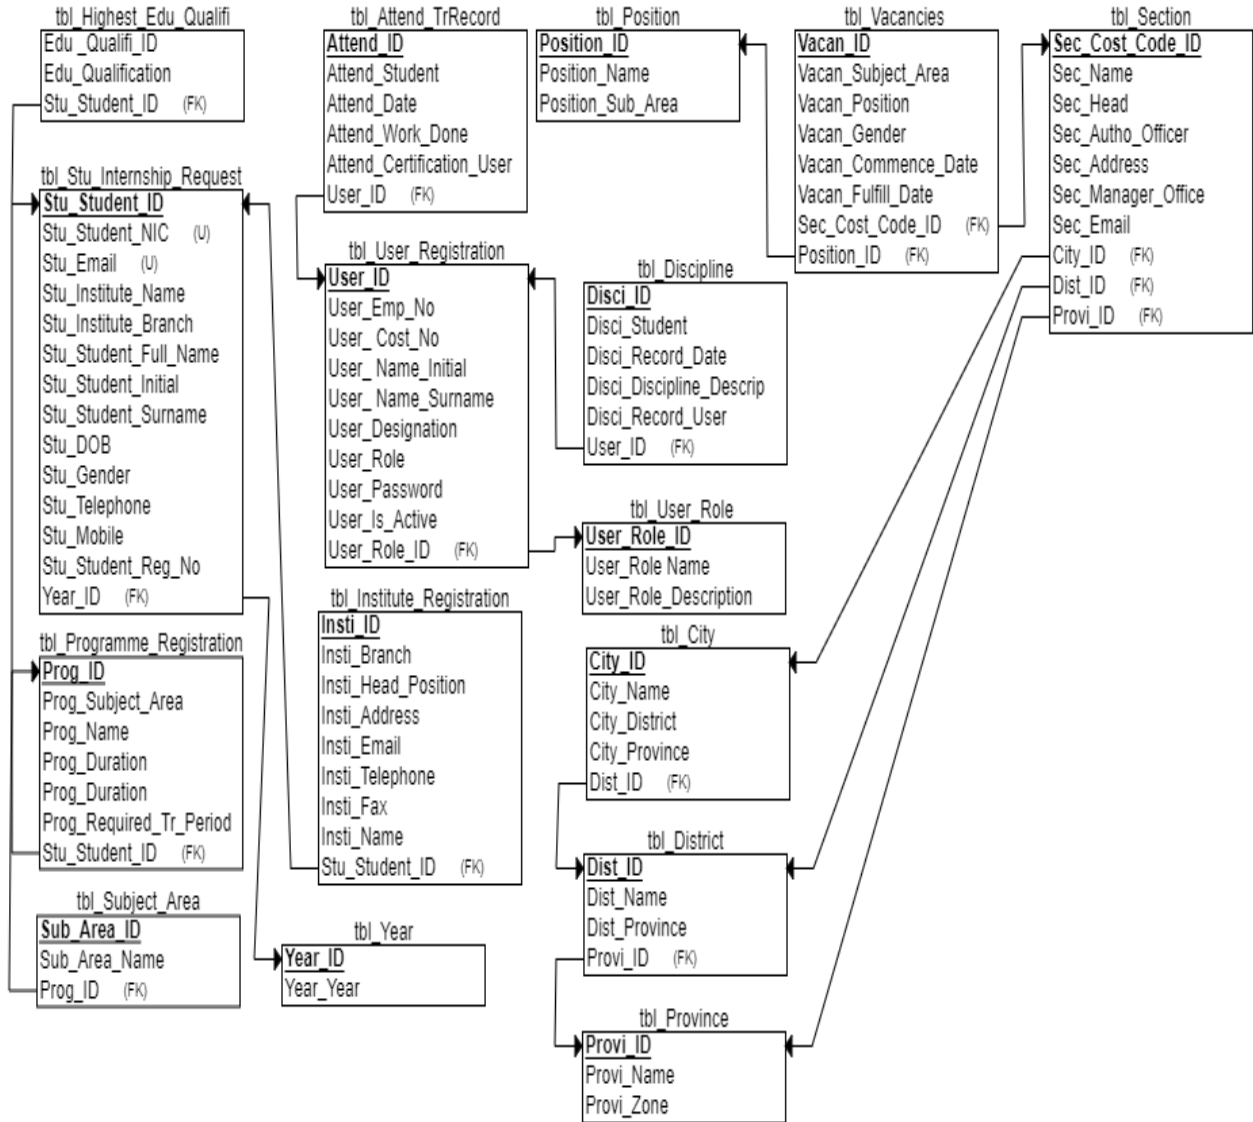 tbl_Highest_Edu_Qualifi
Edu _Qualifi_ID
Edu_Qualification
Stu_Student_ID (FK)
tbl_Stu_Internship_Request
Stu_Student_ID
Stu_Student_NIC (U)
Stu_Email (U)
Stu_Institute_Name
Stu_Institute_Branch
Stu_Student_Full_Name
Stu_Student_Initial
Stu_Student_Surname
Stu_DOB
Stu_Gender
Stu_Telephone
Stu_Mobile
Stu_Student_Reg_No
Year_ID (FK)
tbl_Programme_Registration
Prog_ID
Prog_Subject_Area
Prog_Name
Prog_Duration
Prog_Duration
Prog_Required_Tr_Period
Stu_Student_ID (FK)
tbl_Subject_Area
Sub_Area_ID
Sub_Area_Name
Prog_ID (FK)
tbl_Attend_TrRecord
Attend_ID
Attend_Student
Attend_Date
Attend_Work_Done
Attend_Certification_User
User_ID (FK)
tbl_User_Registration
User_ID
User_Emp_No
User_ Cost_No
User_ Name_Initial
User_ Name_Surname
User_Designation
User_Role
User_Password
User_Is_Active
User_Role_ID (FK)
tbl_Institute_Registration
Insti_ID
Insti_Branch
Insti_Head_Position
Insti_Address
Insti_Email
Insti_Telephone
Insti_Fax
Insti_Name
Stu_Student_ID (FK)
tbl_Year
Year_ID
Year_Year
tbl_Position
Position_ID
Position_Name
Position_Sub_Area
tbl_Discipline
Disci_ID
Disci_Student
Disci_Record_Date
Disci_Discipline_Descrip
Disci_Record_User
User_ID (FK)
tbl_User_Role
User_Role_ID
User_Role Name
User_Role_Description
tbl_City
City_ID
City_Name
City_District
City_Province
Dist_ID (FK)
tbl_District
Dist_ID
Dist_Name
Dist_Province
Provi_ID (FK)
tbl_Province
Provi_ID
Provi_Name
Provi_Zone
tbl_Vacancies
Vacan_ID
Vacan_Subject_Area
Vacan_Position
Vacan_Gender
Vacan_Commence_Date
Vacan_Fulfill_Date
Sec_Cost_Code_ID (FK)
Position_ID (FK)
tbl_Section
Sec_Cost_Code_ID
Sec_Name
Sec_Head
Sec_Autho_Officer
Sec_Address
Sec_Manager_Office
Sec_Email
City_ID (FK)
Dist_ID (FK)
Provi_ID (FK)